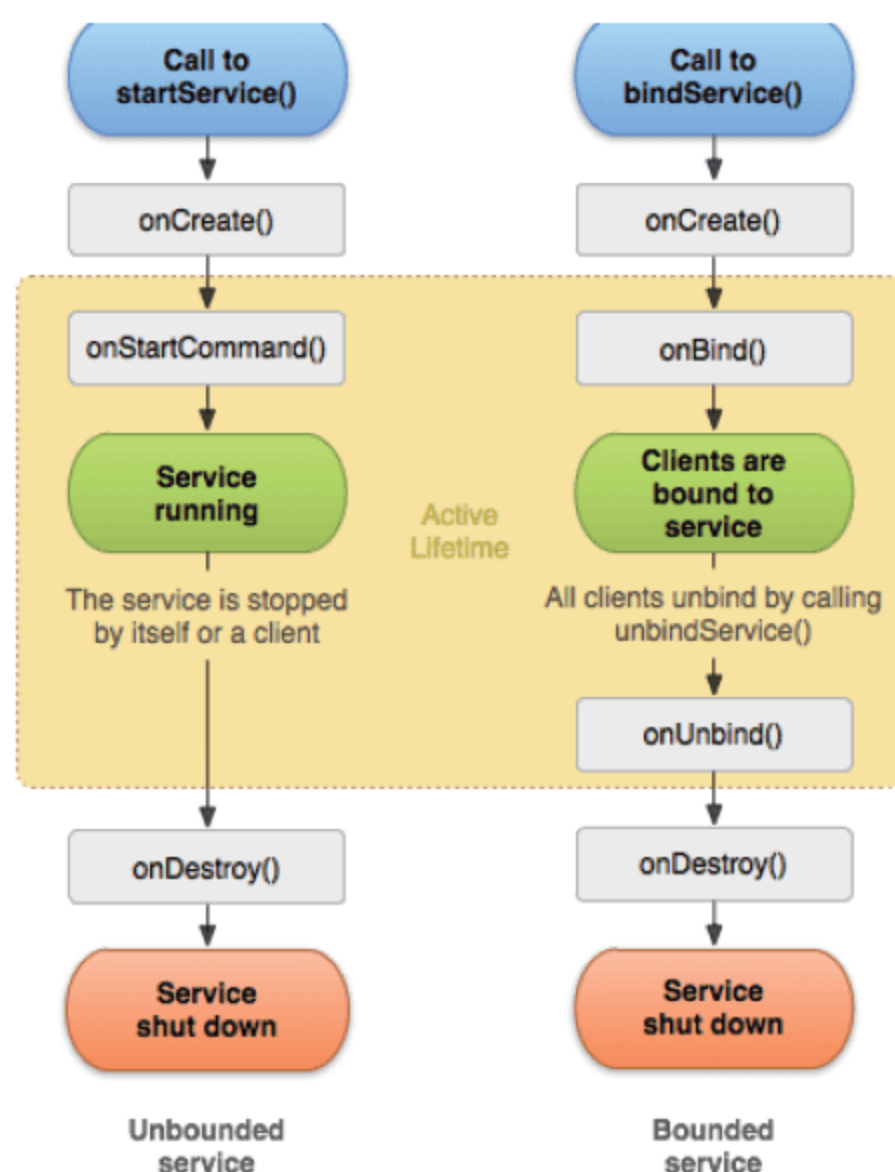 Call to
startService()
onCreate()
onStartCommand()
Service
running
The service is stopped
by itself or a client
onDestroy()
Service
shut down
Unbounded
service
Active
Lifetime
Call to
bindService()
onCreate()
onBind()
Clients are
bound to
service
All clients unbind by calling
unbindService()
onUnbind()
onDestroy()
Service
shut down
Bounded
service